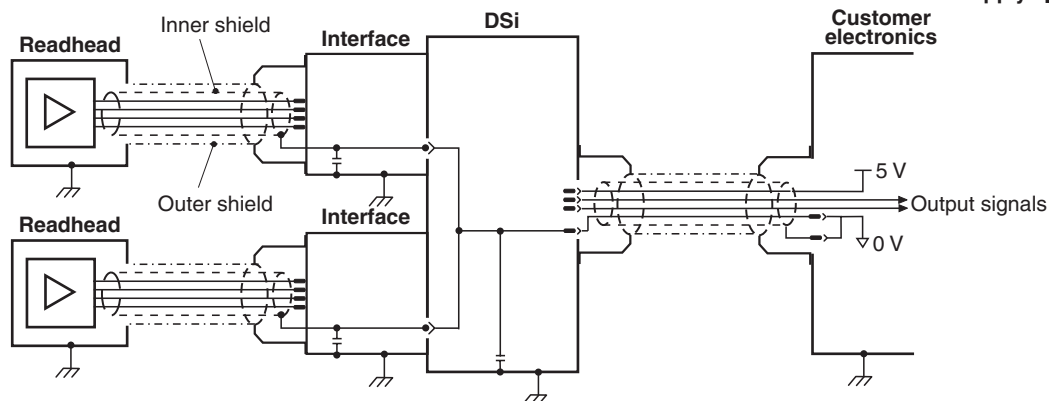 Inner shield
Readhead
Interface
DSi
Customer
electronics
5 V
Outer shield
Output signals
0 V
Readhead
Interface